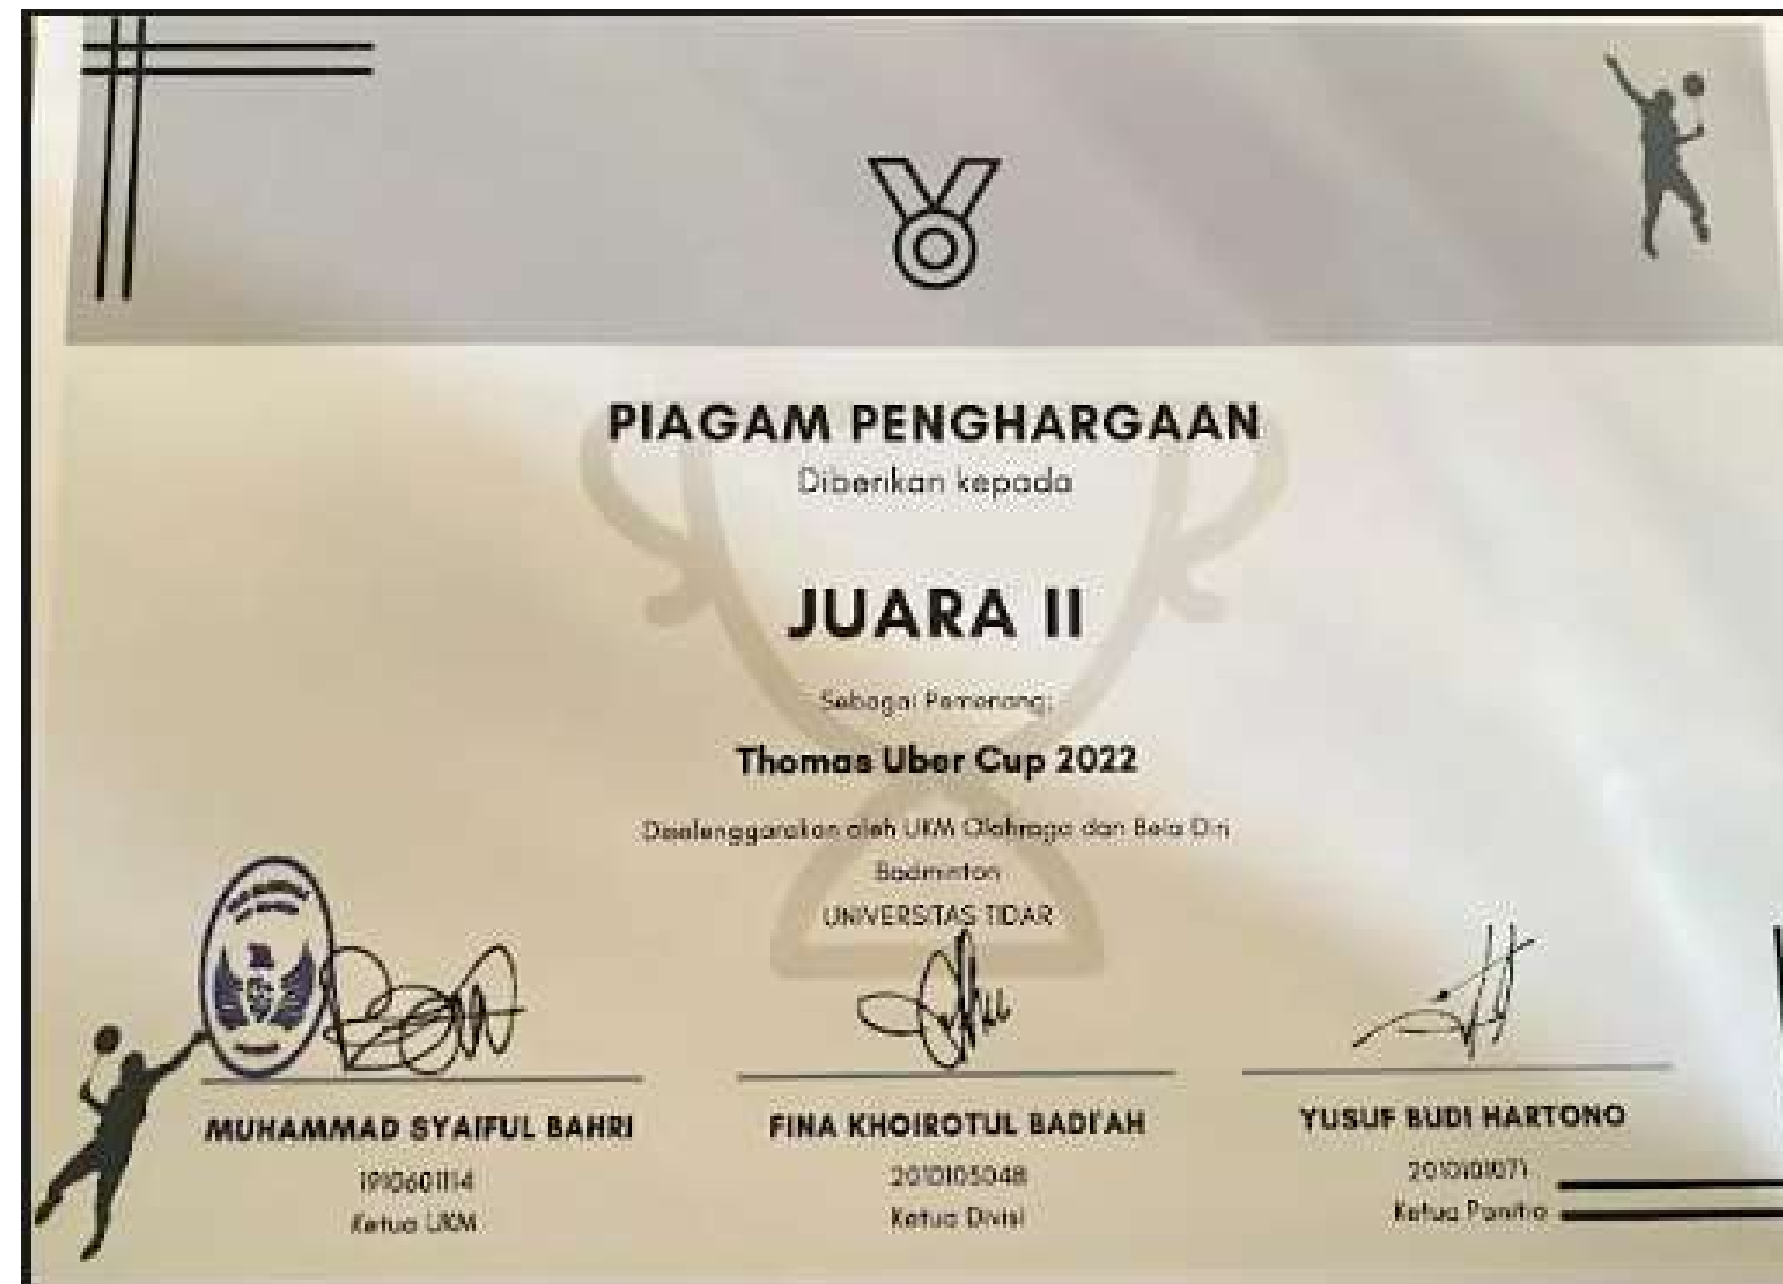 PIAGAM PENGHARGAAN
Diberikan kepada
JUARA II
Sebagai Pemenang;
Thomas Uber Cup 2022
Diselenggarakan oleh UKM Olahraga dan Bela Diri
Badminton
UNIVERSITAS TIDAR
MUHAMMAD SYAIFUL BAHRI
1910601114
Ketua UKM
FINA KHOIROTUL BADI'AH
2010105048
Ketua Divisi
YUSUF BUDI HARTONO
2010101071
Ketua Panitia